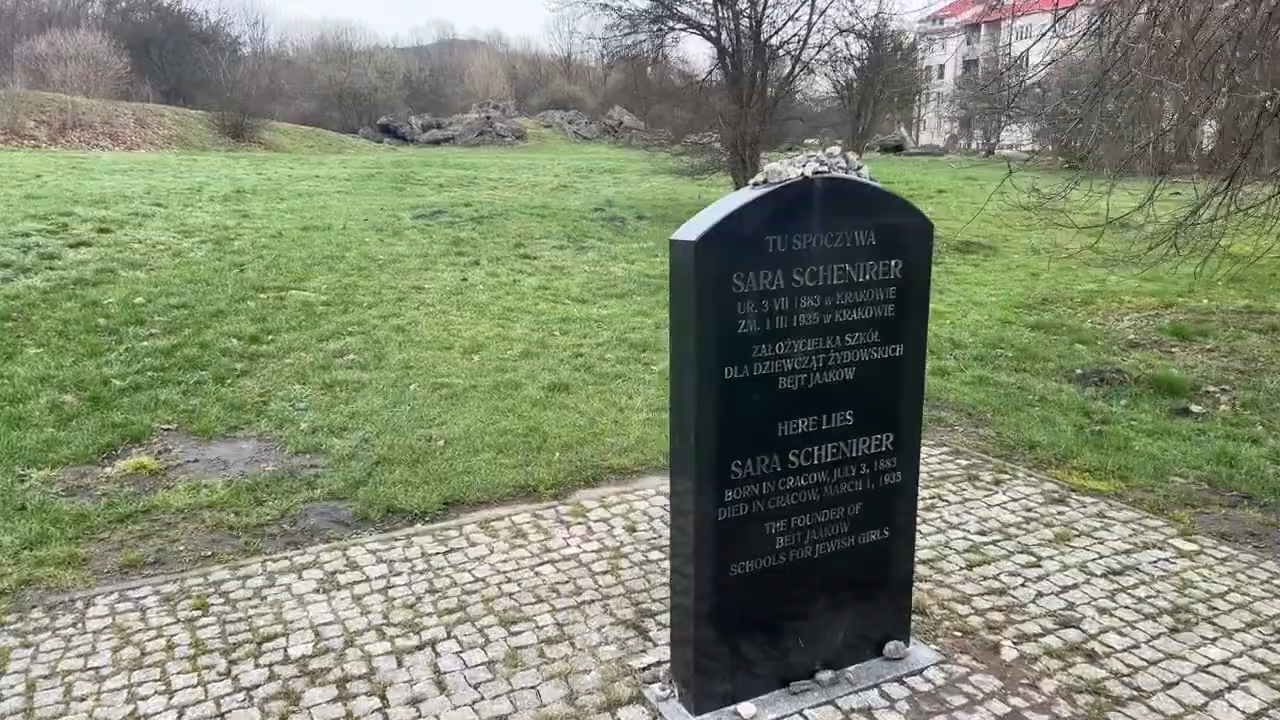 TU SPOCZYWA
SARA SCHENIRER
UR. 3 VII 1883 w KRAKOWIE
ZM. 1 III 1935 w KRAKOWIE
ZAŁOŻYCIELKA SZKÓŁ
DLA DZIEWCZĄT ŻYDOWSKICH
BEJT JAAKOW
HERE LIES
SARA SCHENIRER
BORN IN CRACOW, JULY 3, 1883
DIED IN CRACOW, MARCH 1, 1935
THE FOUNDER OF
BEIT JAAKOW
SCHOOLS FOR JEWISH GIRLS